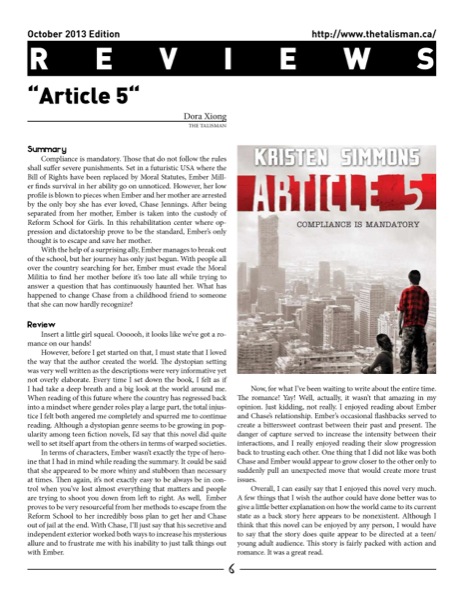 October 2013 Edition
http://www.thetalisman.ca/
REVIEWS
“Article 5“
Dora Xiong
THE TALISMAN
Summary
Compliance is mandatory. Those that do not follow the rules
shall suffer severe punishments. Set in a futuristic USA where the
Bill of Rights have been replaced by Moral Statutes, Ember Mill-
er finds survival in her ability go on unnoticed. However, her low
profile is blown to pieces when Ember and her mother are arrested
by the only boy she has ever loved, Chase Jennings. After being
separated from her mother, Ember is taken into the custody of
Reform School for Girls. In this rehabilitation center where op-
pression and dictatorship prove to be the standard, Ember's only
thought is to escape and save her mother.
With the help of a surprising ally, Ember manages to break out
of the school, but her journey has only just begun. With people all
over the country searching for her, Ember must evade the Moral
Militia to find her mother before it's too late all while trying to
answer a question that has continuously haunted her. What has
happened to change Chase from a childhood friend to someone
that she can now hardly recognize?
Review
Insert a little girl squeal. Oooooh, it looks like we've got a ro-
mance on our hands!
However, before I get started on that, I must state that I loved
the way that the author created the world. The dystopian setting
was very well written as the descriptions were very informative yet
not overly elaborate. Every time I set down the book, I felt as if
I had take a deep breath and a big look at the world around me.
When reading of this future where the country has regressed back
into a mindset where gender roles play a large part, the total injus-
tice I felt both angered me completely and spurred me to continue
reading. Although a dystopian genre seems to be growing in pop-
ularity among teen fiction novels, I'd say that this novel did quite
well to set itself apart from the others in terms of warped societies.
In terms of characters, Ember wasn't exactly the type of hero-
ine that I had in mind while reading the summary. It could be said
that she appeared to be more whiny and stubborn than necessary
at times. Then again, it's not exactly easy to always be in con-
trol when you've lost almost everything that matters and people
are trying to shoot you down from left to right. As well, Ember
proves to be very resourceful from her methods to escape from the
Reform School to her incredibly boss plan to get her and Chase
out of jail at the end. With Chase, I'll just say that his secretive and
independent exterior worked both ways to increase his mysterious
allure and to frustrate me with his inability to just talk things out
with Ember.
KRISTEN SIMMONS
ARTICLE 5
COMPLIANCE IS MANDATORY
Now, for what I've been waiting to write about the entire time.
The romance! Yay! Well, actually, it wasn't that amazing in my
opinion. Just kidding, not really. I enjoyed reading about Ember
and Chase's relationship. Ember's occasional flashbacks served to
create a bittersweet contrast between their past and present. The
danger of capture served to increase the intensity between their
interactions, and I really enjoyed reading their slow progression
back to trusting each other. One thing that I did not like was both
Chase and Ember would appear to grow closer to the other only to
suddenly pull an unexpected move that would create more trust
issues.
Overall, I can easily say that I enjoyed this novel very much.
A few things that I wish the author could have done better was to
give a little better explanation on how the world came to its current
state as a back story here appears to be nonexistent. Although I
think that this novel can be enjoyed by any person, I would have
to say that the story does quite appear to be directed at a teen/
young adult audience. This story is fairly packed with action and
romance. It was a great read.
6